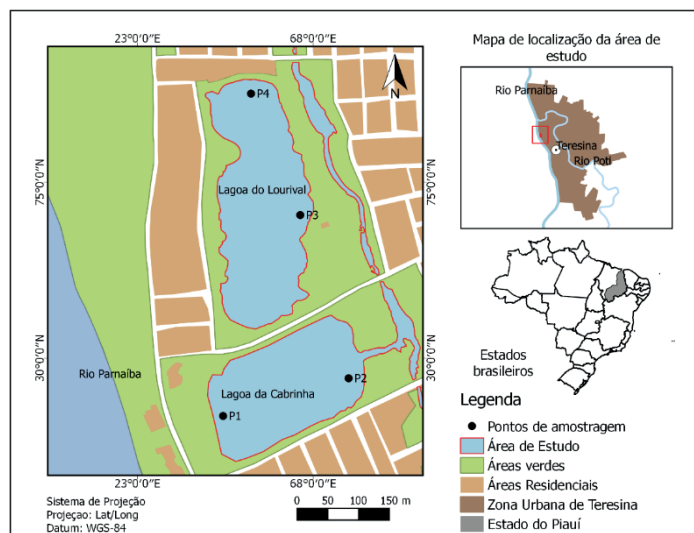 23°0'0"E
68°0'0"E
75°0'0"N
30°0'0"N
P4
N
Lagoa do Lourival
P3
Rio Parnaíba
P2
Lagoa da Cabrinha
P1
75°0'0"N
30°0'0"N
23°0'0"E
68°0'0"E
Sistema de Projeção
Projeçao: Lat/Long
Datum: WGS-84
0 50 100 150 m
Mapa de localização da área de
estudo
Rio Parnaíba
Teresina
Rio Poti
Estados
brasileiros
Legenda
Pontos de amostragem
Área de Estudo
Áreas verdes
Áreas Residenciais
Zona Urbana de Teresina
Estado do Piauí